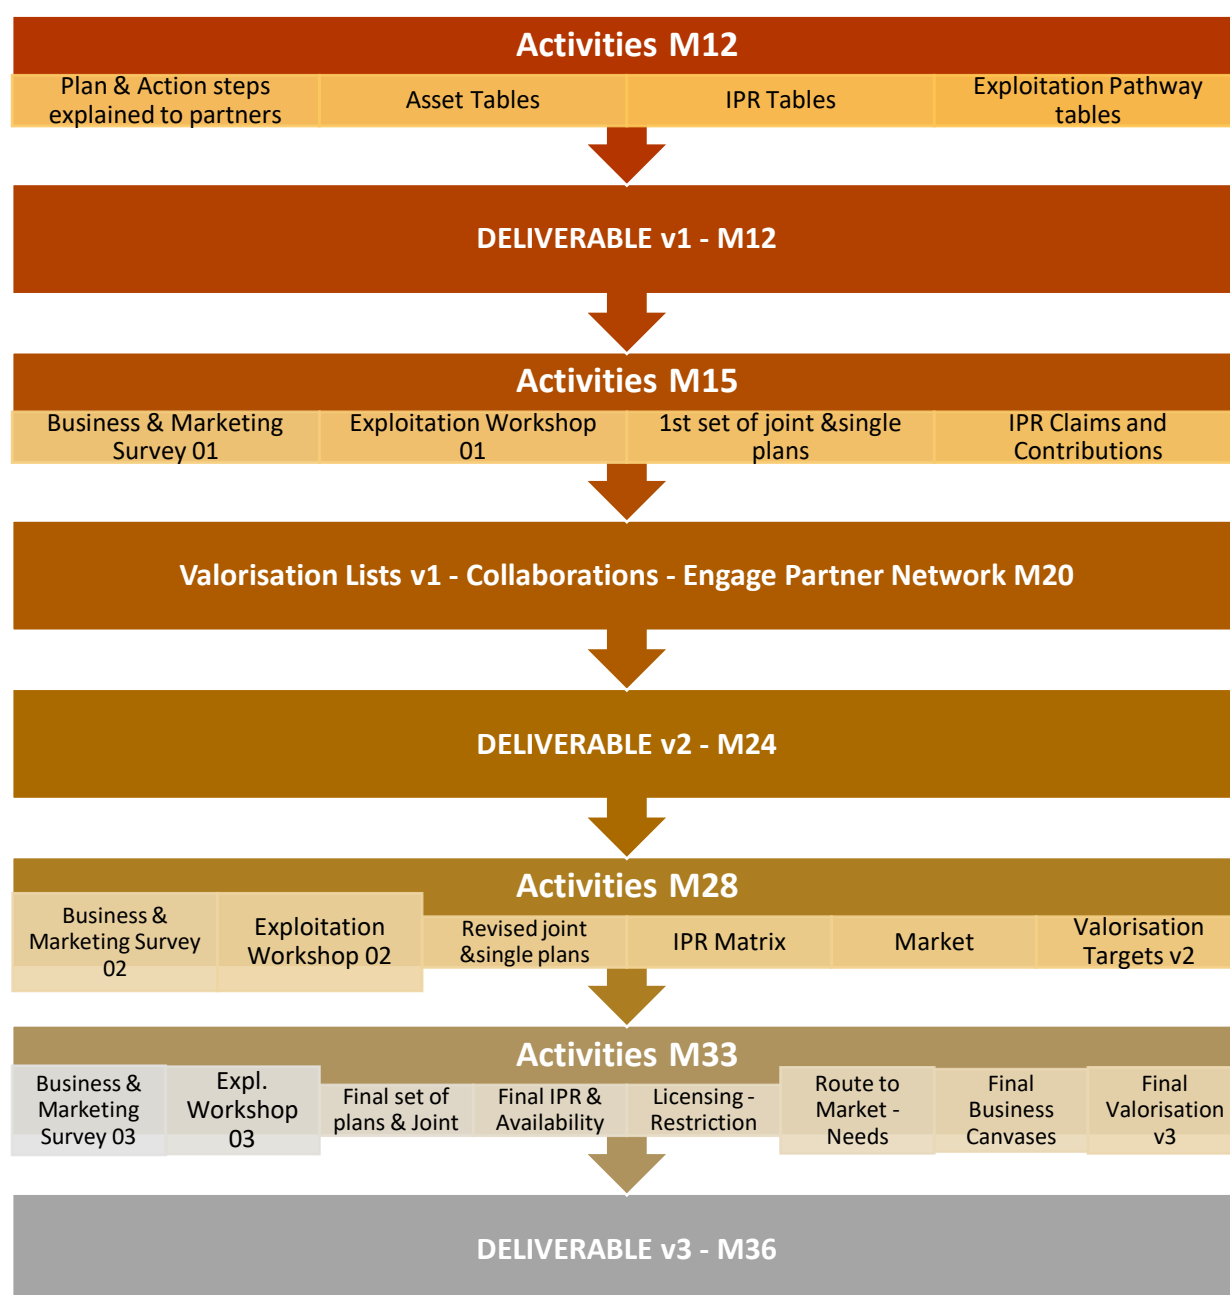 Activities M12
Plan & Action steps
explained to partners
Asset Tables
IPR Tables
Exploitation Pathway
tables
DELIVERABLE v1 - M12
Activities M15
Business & Marketing
Survey 01
Exploitation Workshop
01
1st set of joint &single
plans
IPR Claims and
Contributions
Valorisation Lists v1 - Collaborations - Engage Partner Network M20
DELIVERABLE v2 - M24
Activities M28
Business &
Marketing Survey
02
Exploitation
Workshop 02
Revised joint
&single plans
IPR Matrix
Market
Valorisation
Targets v2
Activities M33
Business &
Marketing
Survey 03
Expl.
Workshop
03
Final set of
plans & Joint
Final IPR &
Availability
Licensing -
Restriction
Route to
Market -
Needs
Final
Business
Canvases
Final
Valorisation
v3
DELIVERABLE v3 - M36